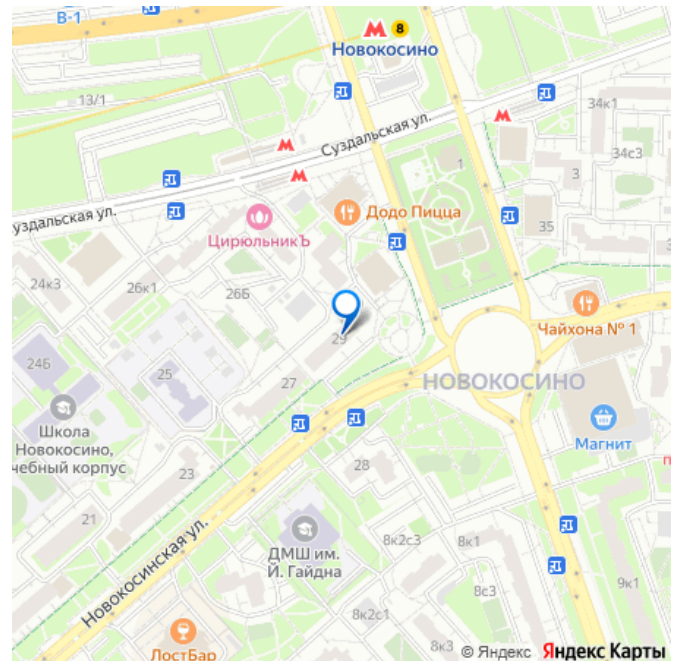 В-1
8
Новокосино
13/1
34к1
Суздальская ул.
34с3
1
3
уздальская ул.
Додо Пицца
ЦирюльникЪ
35
24к3
26к1
26Б
Чайхона № 1
29
24Б
25
27
НОВОКОСИНО
Школа
Новокосино,
чебный корпус
Магнит
23
28
21
ДМШ им.
Й. Гайдна
8к2с3
8к1
Новокосинская ул.
8с3
9к1
8к2с1
ЛостБар
8к3
© Яндекс
Яндекс Карты